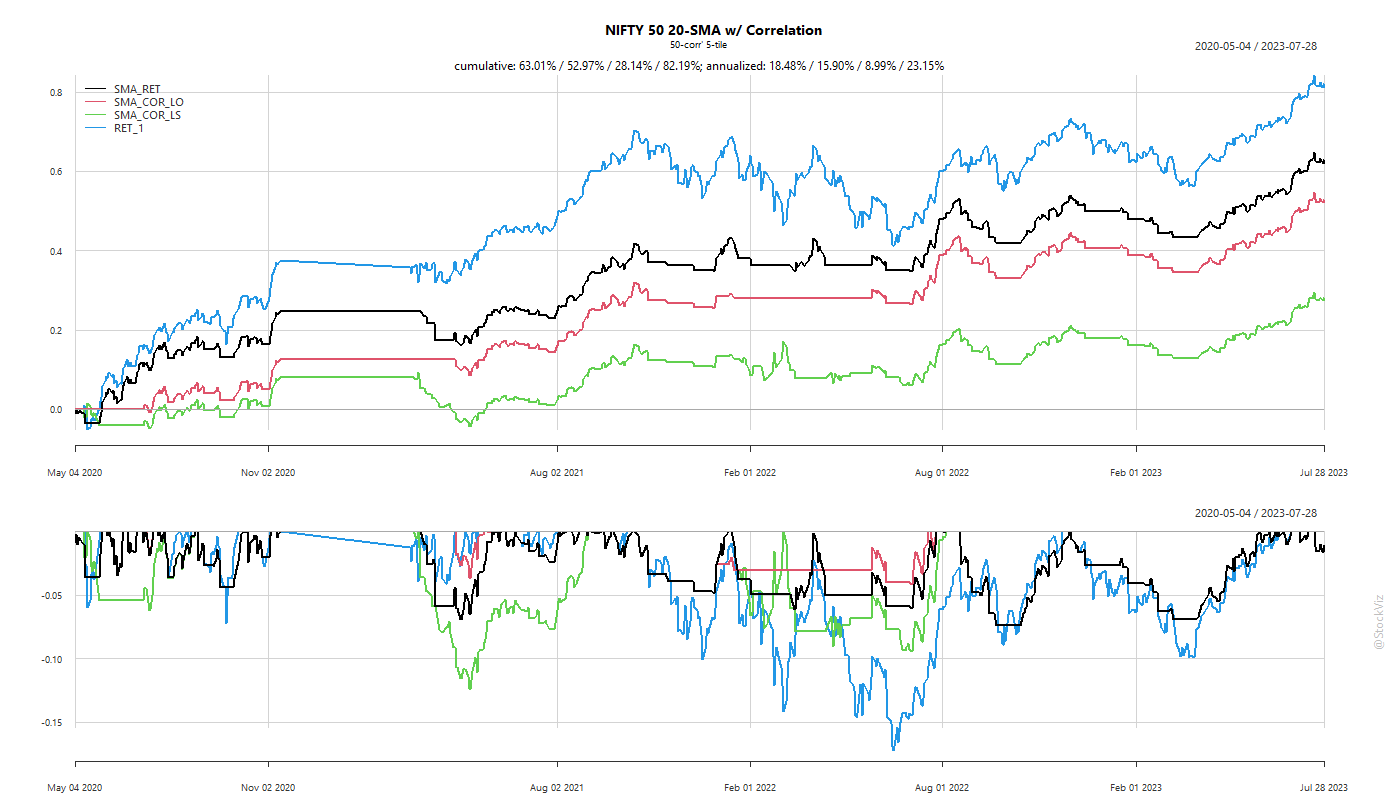 NIFTY 50 20-SMA w/ Correlation
50-corr' 5-tile
2020-05-04 / 2023-07-28
cumulative: 63.01% / 52.97% / 28.14% / 82.19%; annualized: 18.48% / 15.90% / 8.99% / 23.15%
SMA_RET
SMA_COR_LO
SMA_COR_LS
RET_1
0.8
0.6
0.4
0.2
0.0
May 04 2020 Nov 02 2020 Aug 02 2021 Feb 01 2022 Aug 01 2022 Feb 01 2023 Jul 28 2023
2020-05-04 / 2023-07-28
-0.05
-0.10
-0.15
May 04 2020 Nov 02 2020 Aug 02 2021 Feb 01 2022 Aug 01 2022 Feb 01 2023 Jul 28 2023
@StockViz